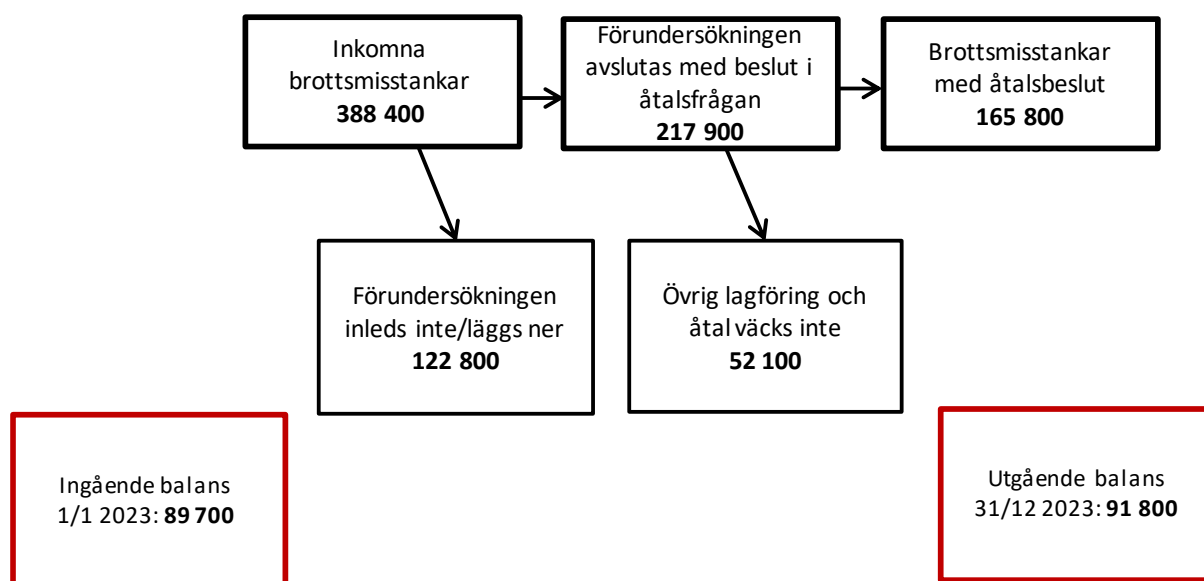 Inkomna
brottsmisstankar
388 400
Förundersökningen
avslutas med beslut i
åtalsfrågan
217 900
Brottsmisstankar
med åtalsbeslut
165 800
Förundersökningen
inleds inte/läggs ner
122 800
Övrig lagföring och
åtal väcks inte
52 100
Ingående balans
1/1 2023: 89 700
Utgående balans
31/12 2023: 91 800